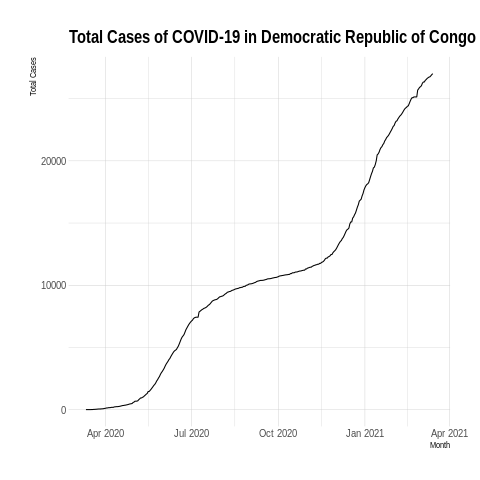 Total Cases of COVID-19 in Democratic Republic of Congo
Total Cases
20000
10000
0
Apr 2020 Jul 2020 Oct 2020 Jan 2021 Apr 2021
Month